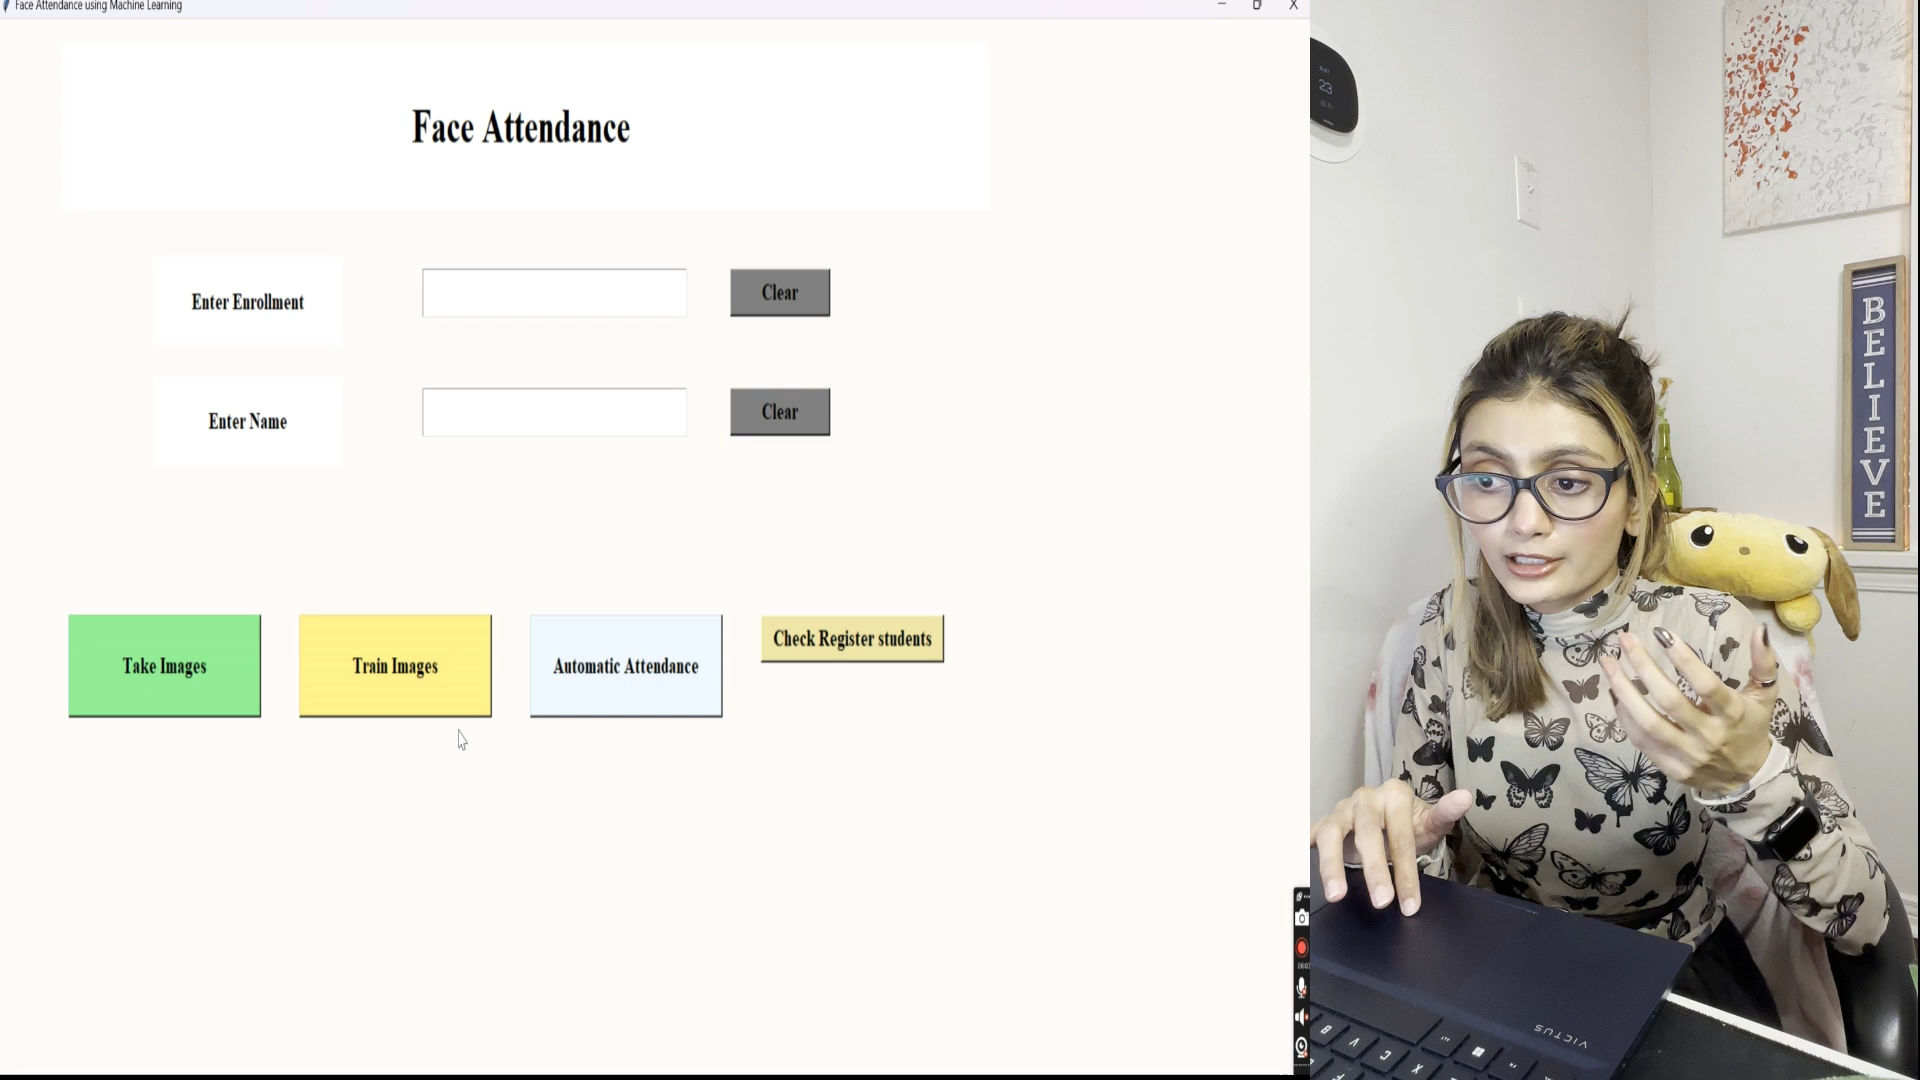 Face Attendance using Machine Learning
Face Attendance
Enter Enrollment
Clear
Enter Name
Clear
Take Images
Train Images
Automatic Attendance
Check Register students
23
BELIEVE
VICTUS